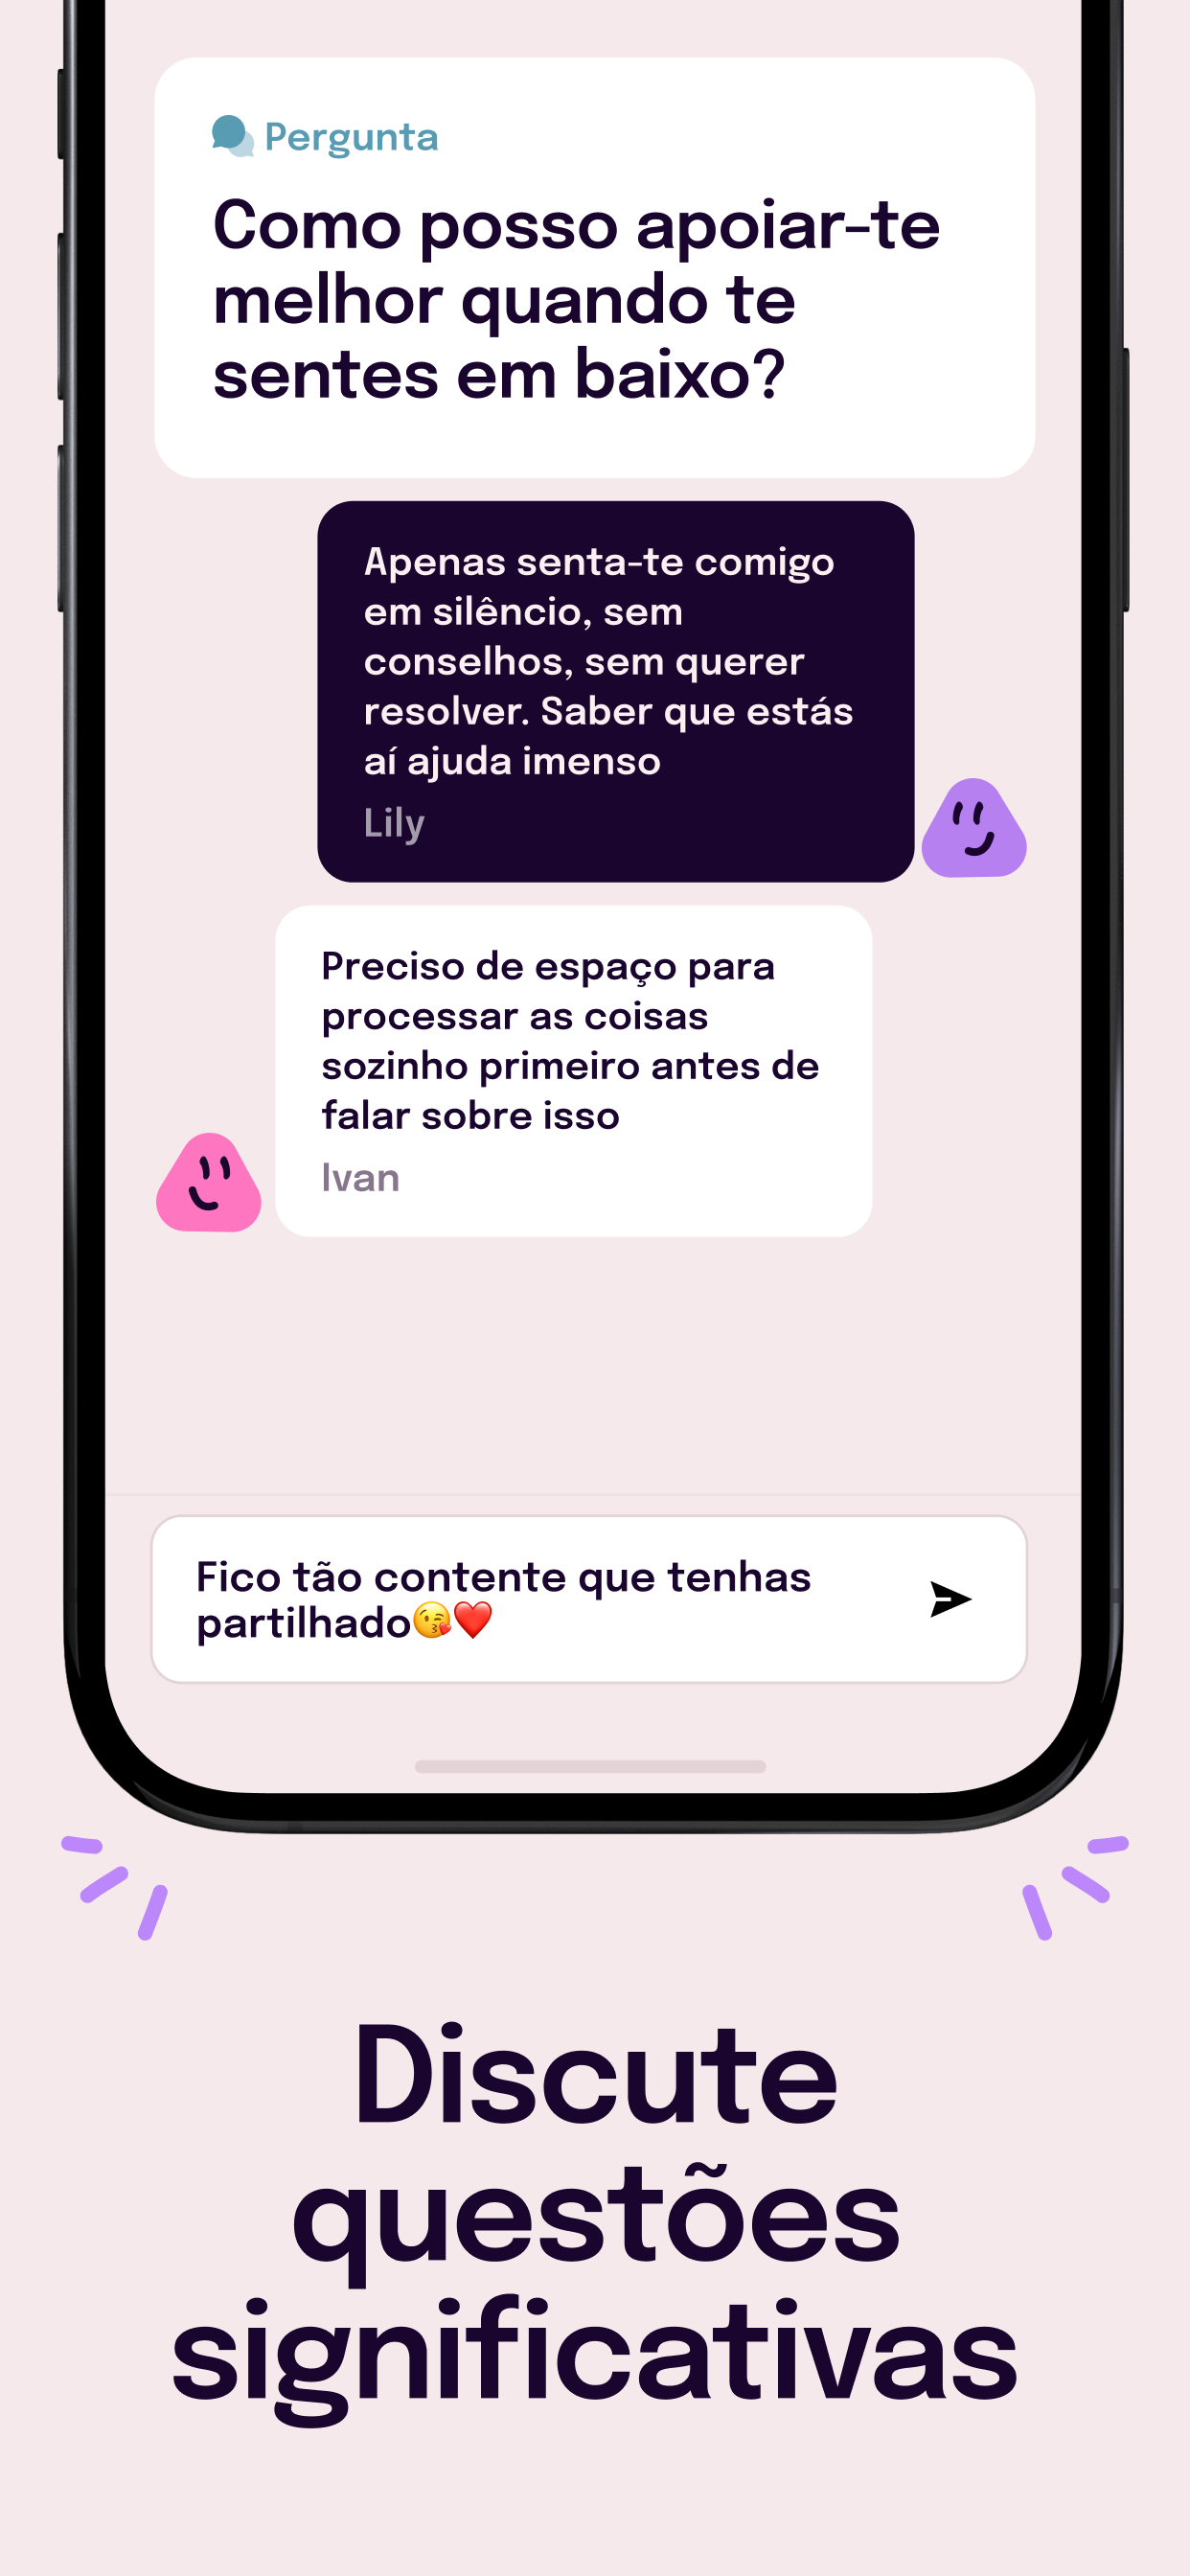 Pergunta
Como posso apoiar-te
melhor quando te
sentes em baixo?
Apenas senta-te comigo
em silêncio, sem
conselhos, sem querer
resolver. Saber que estás
aí ajuda imenso
Lily
Preciso de espaço para
processar as coisas
sozinho primeiro antes de
falar sobre isso
Ivan
Fico tão contente que tenhas
partilhado😘❤️
Discute
questões
significativas